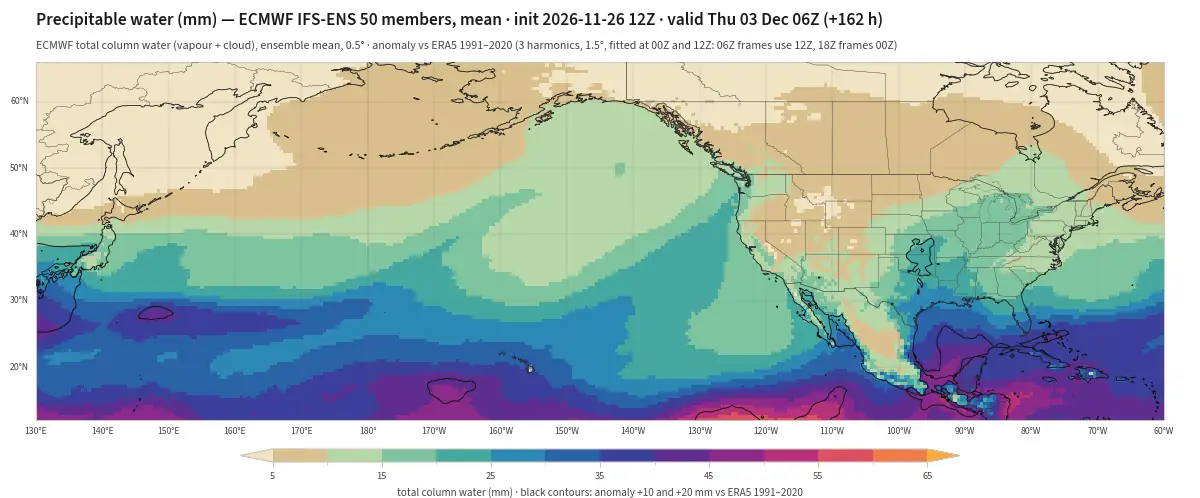 Precipitable water (mm) — ECMWF IFS-ENS 50 members, mean · init 2026-11-26 12Z · valid Thu 03 Dec 06Z (+162 h)
ECMWF total column water (vapour + cloud), ensemble mean, 0.5° · anomaly vs ERA5 1991–2020 (3 harmonics, 1.5°, fitted at 00Z and 12Z: 06Z frames use 12Z, 18Z frames 00Z)
60°N
50°N
40°N
30°N
20°N
130°E 140°E 150°E 160°E 170°E 180° 170°W 160°W 150°W 140°W 130°W 120°W 110°W 100°W 90°W 80°W 70°W 60°W
5 15 25 35 45 55 65
total column water (mm) · black contours: anomaly +10 and +20 mm vs ERA5 1991–2020